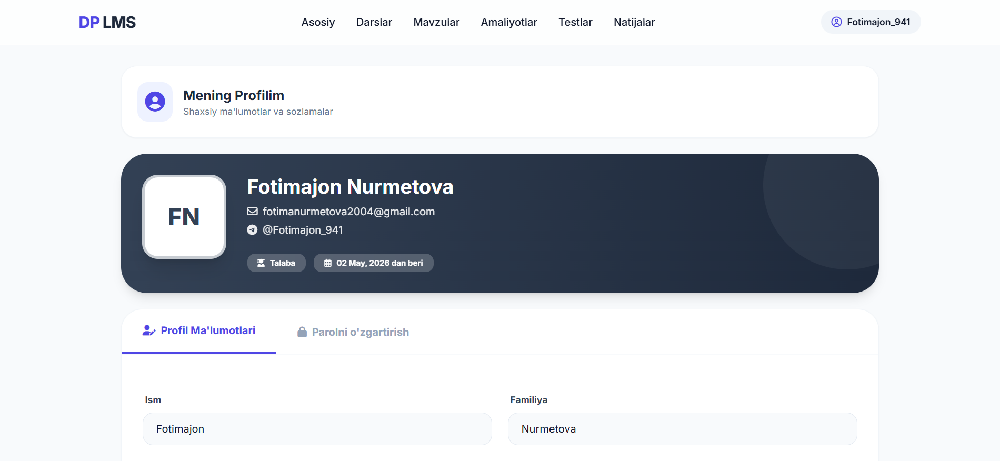 DP LMS
Asosiy Darslar Mavzular Amaliyotlar Testlar Natijalar
Fotimajon_941
Mening Profilim
Shaxsiy ma'lumotlar va sozlamalar
FN
Fotimajon Nurmetova
fotimanurmetova2004@gmail.com
@Fotimajon_941
Talaba 02 May, 2026 dan beri
Profil Ma'lumotlari Parolni o'zgartirish
Ism Familiya
Fotimajon Nurmetova